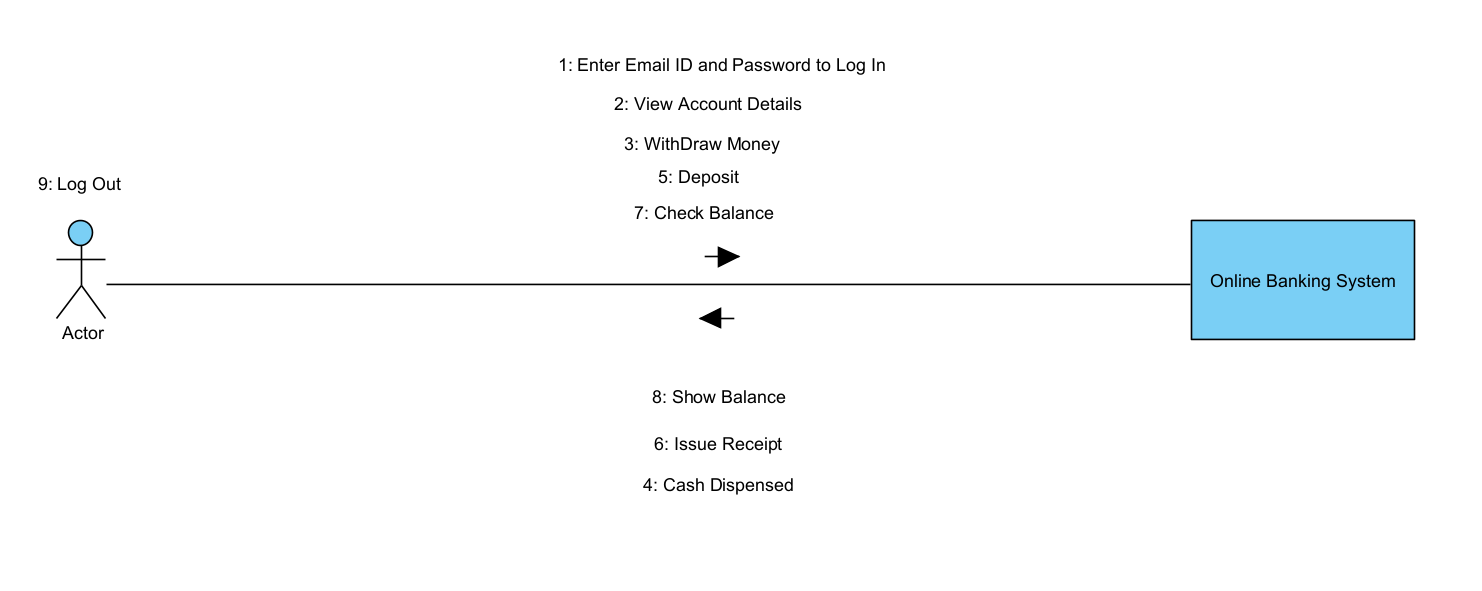 1: Enter Email ID and Password to Log In
2: View Account Details
3: WithDraw Money
5: Deposit
9: Log Out
7: Check Balance
Online Banking System
Actor
8: Show Balance
6: Issue Receipt
4: Cash Dispensed